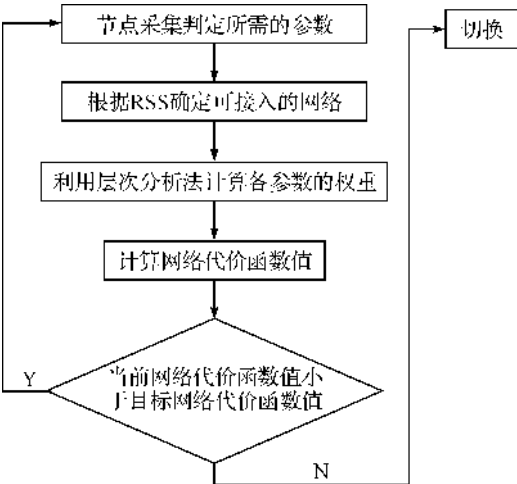 节点采集判定所需的参数
切换
根据RSS确定可接入的网络
利用层次分析法计算各参数的权重
计算网络代价函数值
当前网络代价函数值小
于目标网络代价函数值
Y
N